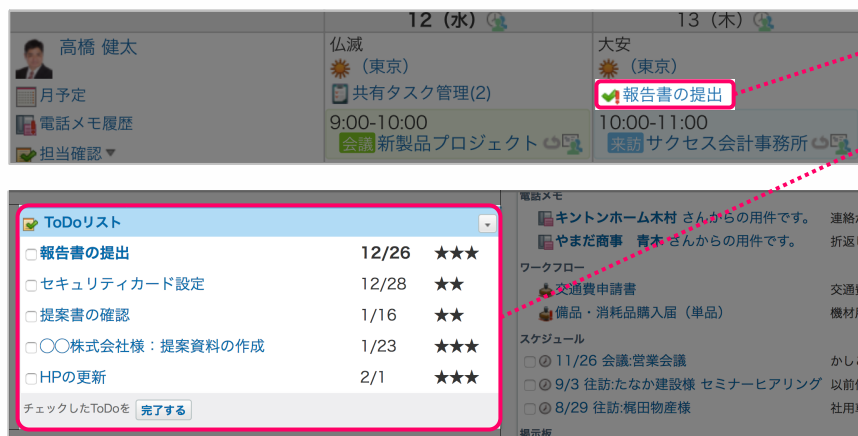 12（水）
13（木）
高橋 健太
月予定
電話メモ履歴
担当確認▼
仏滅
（東京）
共有タスク管理(2)
9:00-10:00
会議 新製品プロジェクト
大安
（東京）
報告書の提出
10:00-11:00
来訪 サクセス会計事務所
ToDoリスト
報告書の提出 12/26 ★★★
セキュリティカード設定 12/28 ★★
提案書の確認 1/16 ★★
〇〇株式会社様：提案資料の作成 1/23 ★★★
HPの更新 2/1 ★★★
チェックしたToDoを 完了する
電話メモ
キントンホーム木村 さんからの用件です。 連絡
やまだ商事　青木 さんからの用件です。 折返
ワークフロー
交通費申請書 交通
備品・消耗品購入届（単品） 機材
スケジュール
11/26 会議:営業会議 かし
9/3 往訪:たなか建設様 セミナーヒアリング 以前
8/29 往訪:梶田物産様 社用
掲示板